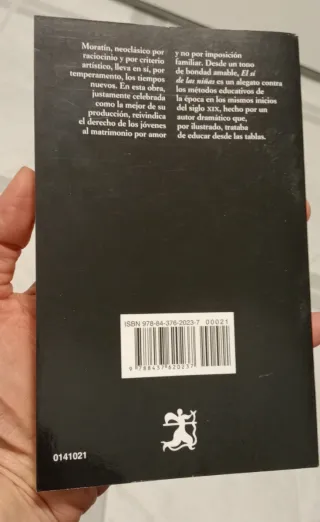 Moratín, neoclásico por
raciocinio y por criterio
artístico, lleva en sí, por
temperamento, los tiempos
nuevos. En esta obra,
justamente celebrada
como la mejor de su
producción, reivindica
el derecho de los jóvenes
al matrimonio por amor
y no por imposición
familiar. Desde un tono
de bondad amable, El sí
de las niñas es un alegato contra
los métodos educativos de
la época en los mismos inicios
del siglo XIX, hecho por un
autor dramático que,
por ilustrado, trataba
de educar desde las tablas.
ISBN 978-84-376-2023-7 00021
9 788437 620237
0141021